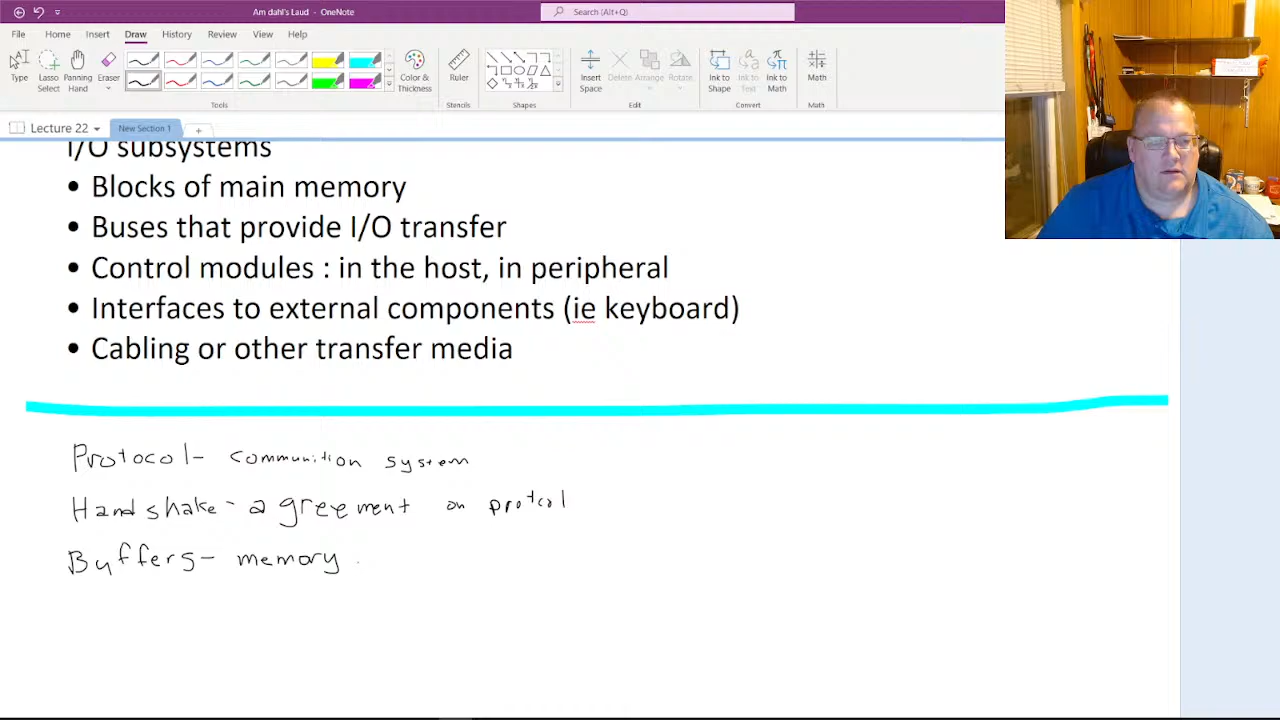 Am dahl's Laud - OneNote
Search (Alt+Q)
File Home Insert Draw History Review View Help
Type Lasso Select Panning Hand Eraser Color & Thickness Ruler Shapes Insert Space Delete Arrange Rotate Ink to Shape Ink to Text Ink to Math Math
Tools Stencils Shapes Edit Convert Math
Lecture 22 New Section 1 +
I/O subsystems
• Blocks of main memory
• Buses that provide I/O transfer
• Control modules : in the host, in peripheral
• Interfaces to external components (ie keyboard)
• Cabling or other transfer media
Protocol- communition system
Handshake- agreement on protcol
Buffers- memory